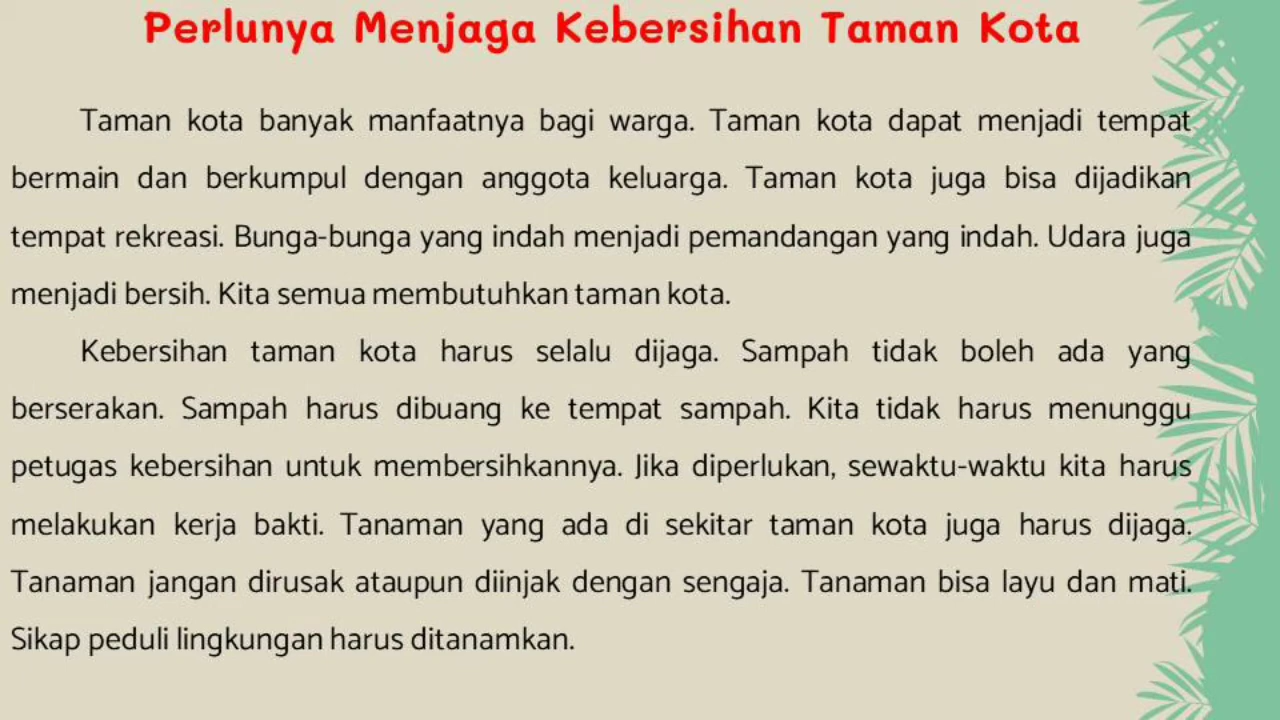 Perlunya Menjaga Kebersihan Taman Kota
Taman kota banyak manfaatnya bagi warga. Taman kota dapat menjadi tempat
bermain dan berkumpul dengan anggota keluarga. Taman kota juga bisa dijadikan
tempat rekreasi. Bunga-bunga yang indah menjadi pemandangan yang indah. Udara juga
menjadi bersih. Kita semua membutuhkan taman kota.
Kebersihan taman kota harus selalu dijaga. Sampah tidak boleh ada yang
berserakan. Sampah harus dibuang ke tempat sampah. Kita tidak harus menunggu
petugas kebersihan untuk membersihkannya. Jika diperlukan, sewaktu-waktu kita harus
melakukan kerja bakti. Tanaman yang ada di sekitar taman kota juga harus dijaga.
Tanaman jangan dirusak ataupun diinjak dengan sengaja. Tanaman bisa layu dan mati.
Sikap peduli lingkungan harus ditanamkan.